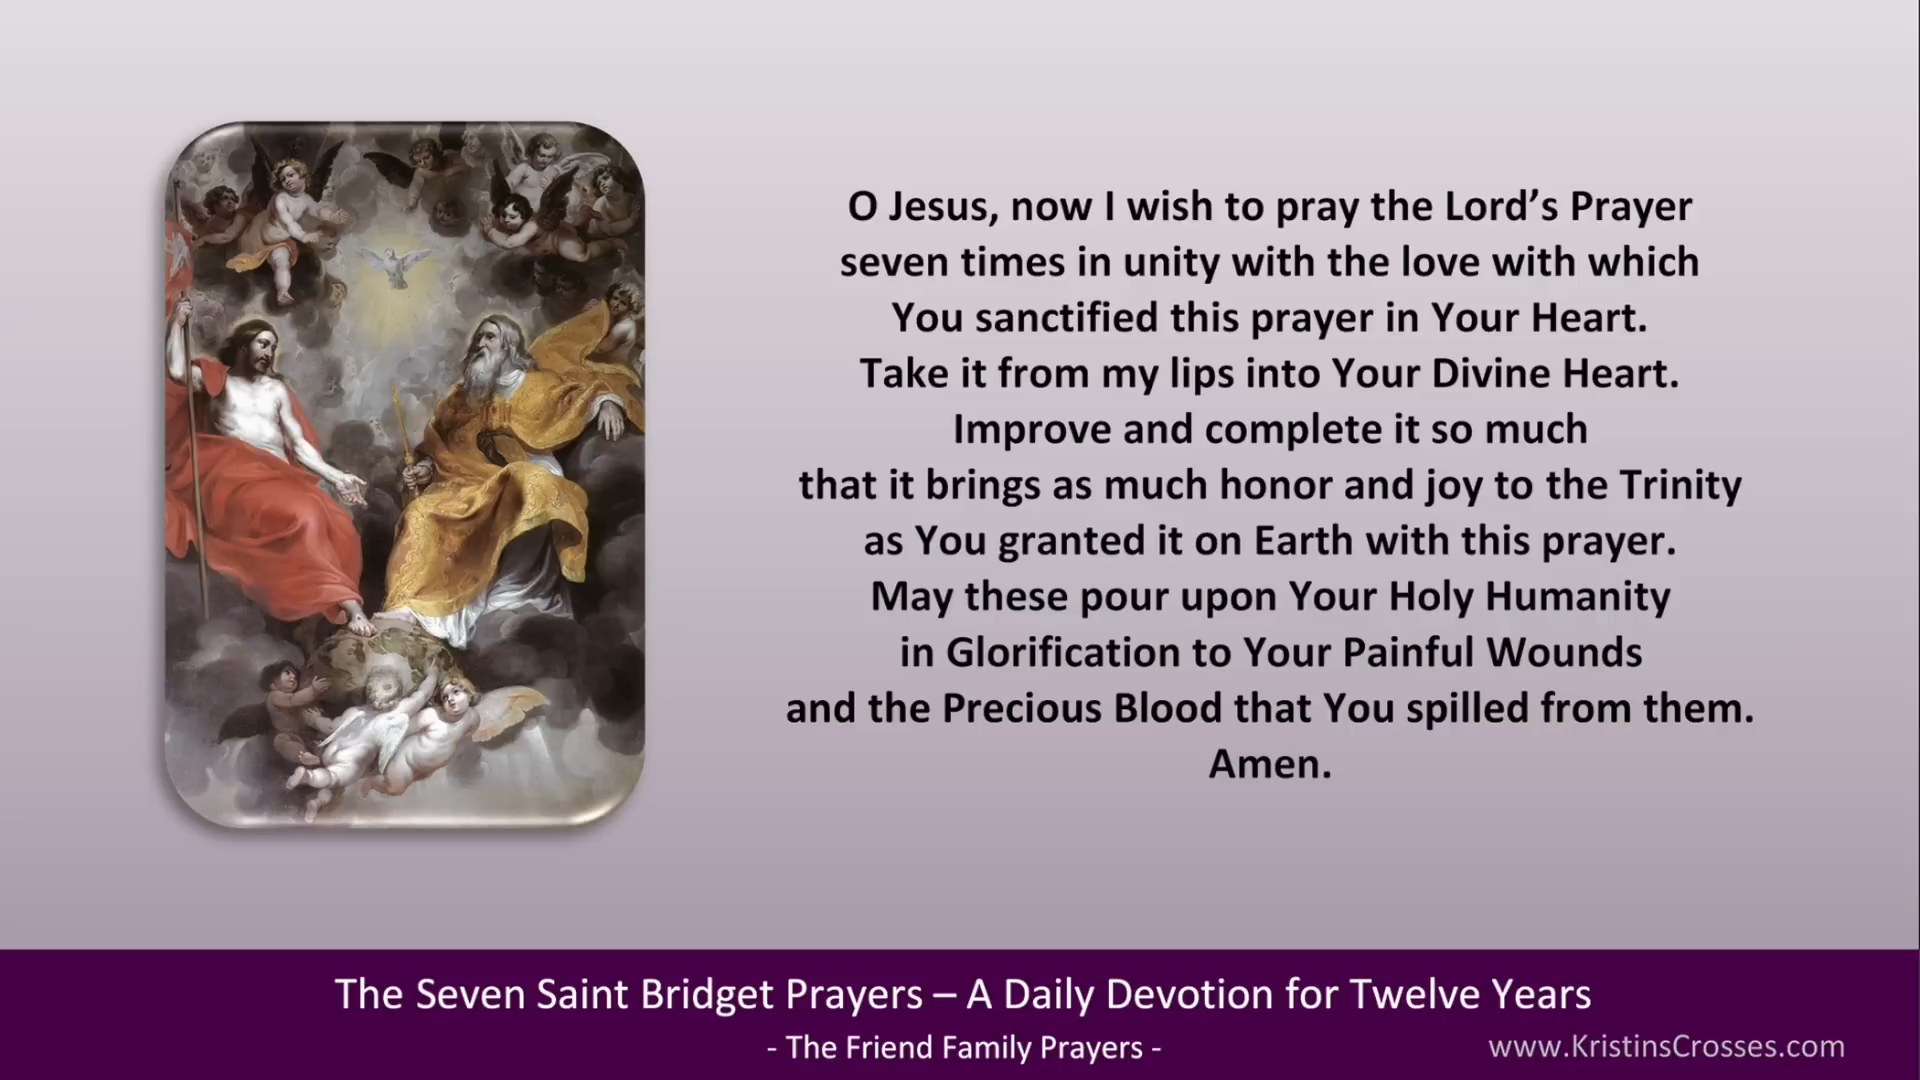 O Jesus, now I wish to pray the Lord’s Prayer
seven times in unity with the love with which
You sanctified this prayer in Your Heart.
Take it from my lips into Your Divine Heart.
Improve and complete it so much
that it brings as much honor and joy to the Trinity
as You granted it on Earth with this prayer.
May these pour upon Your Holy Humanity
in Glorification to Your Painful Wounds
and the Precious Blood that You spilled from them.
Amen.
The Seven Saint Bridget Prayers – A Daily Devotion for Twelve Years
- The Friend Family Prayers -
www.KristinsCrosses.com